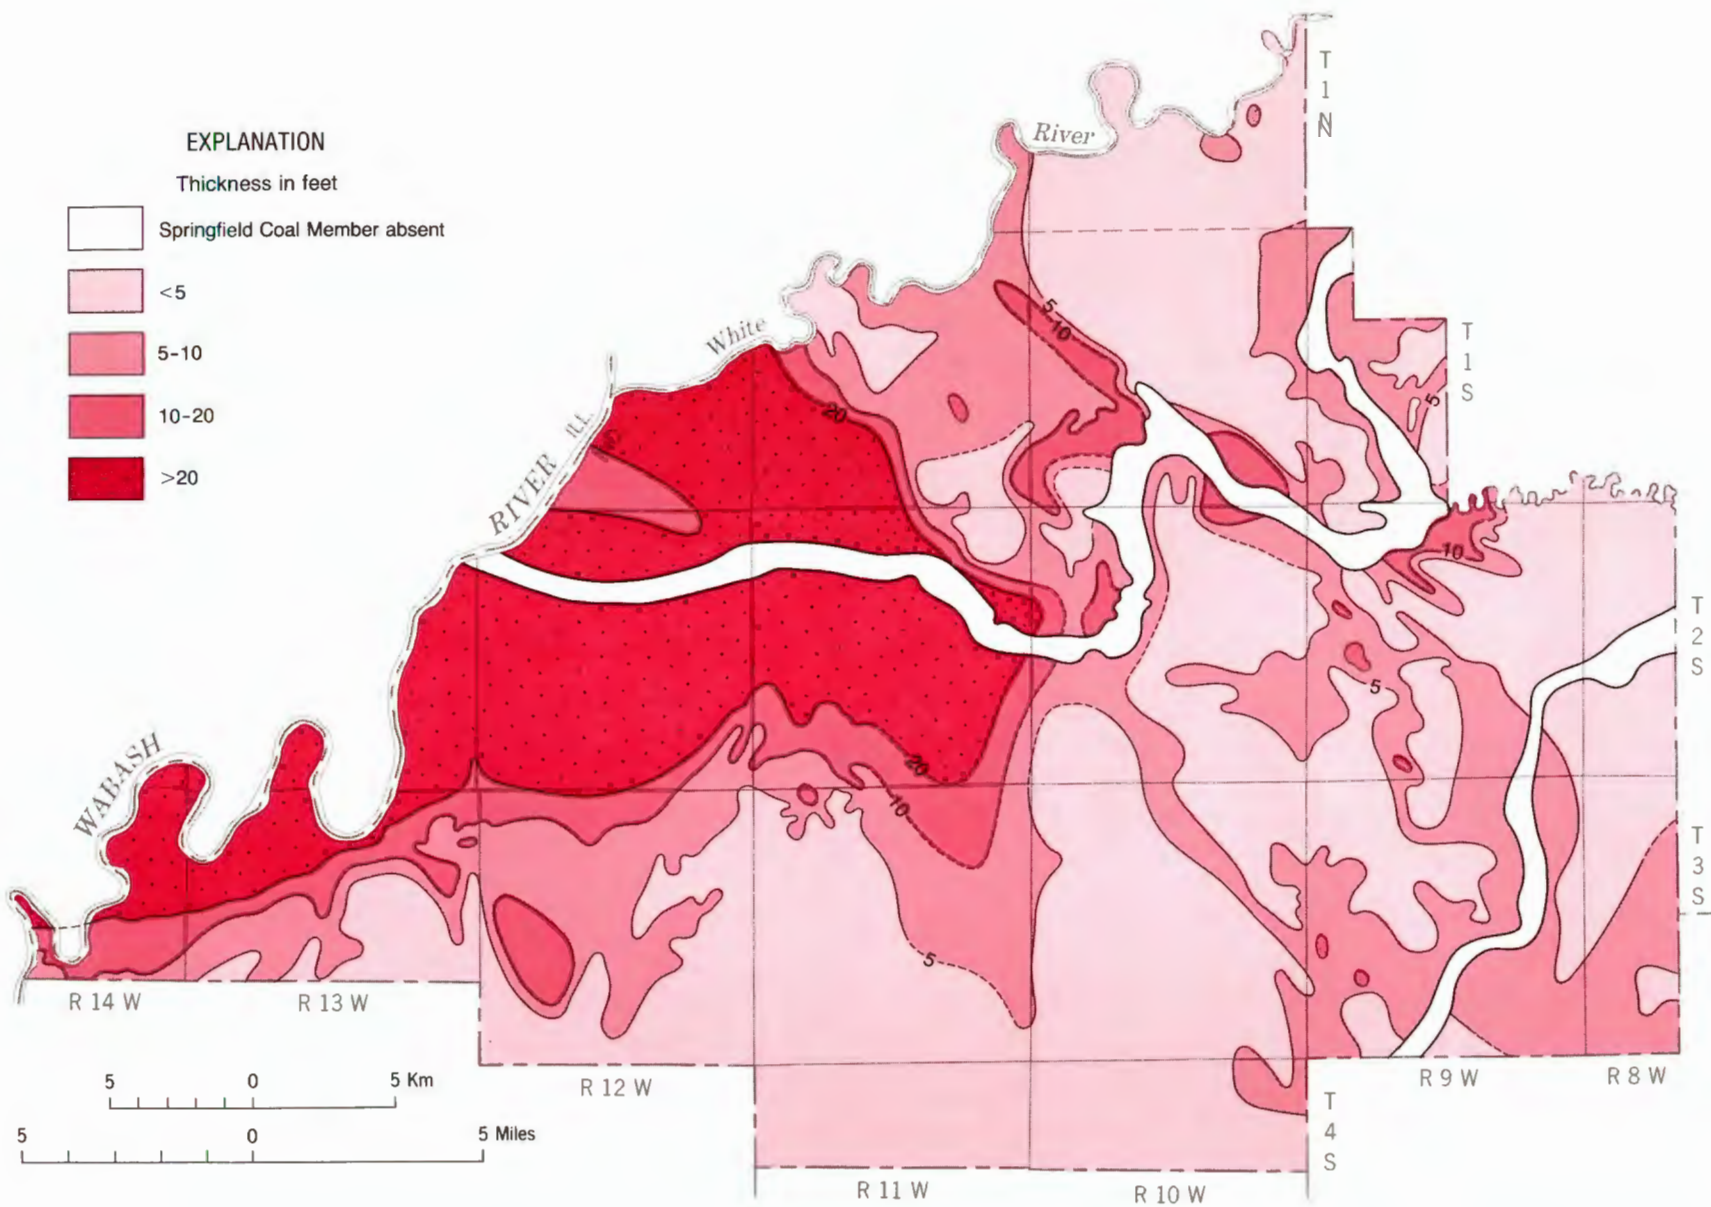 EXPLANATION
Thickness in feet
Springfield Coal Member absent
<5
5-10
10-20
>20
T
1
N
River
T
1
S
White
RIVER
ILL.
WABASH
5
10
20
5
10
5
20
10
5
T
2
S
T
3
S
R 14 W
R 13 W
R 12 W
R 11 W
R 10 W
R 9 W
R 8 W
T
4
S
5 0 5 Km
5 0 5 Miles